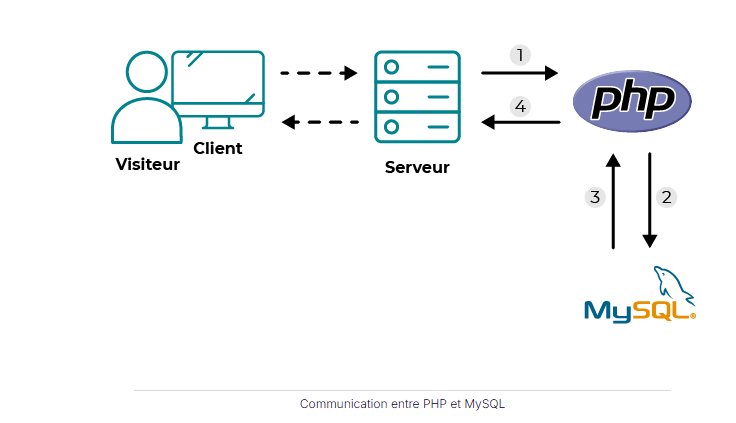 1
4
php
Client
Visiteur
Serveur
3
2
MySQL®
Communication entre PHP et MySQL